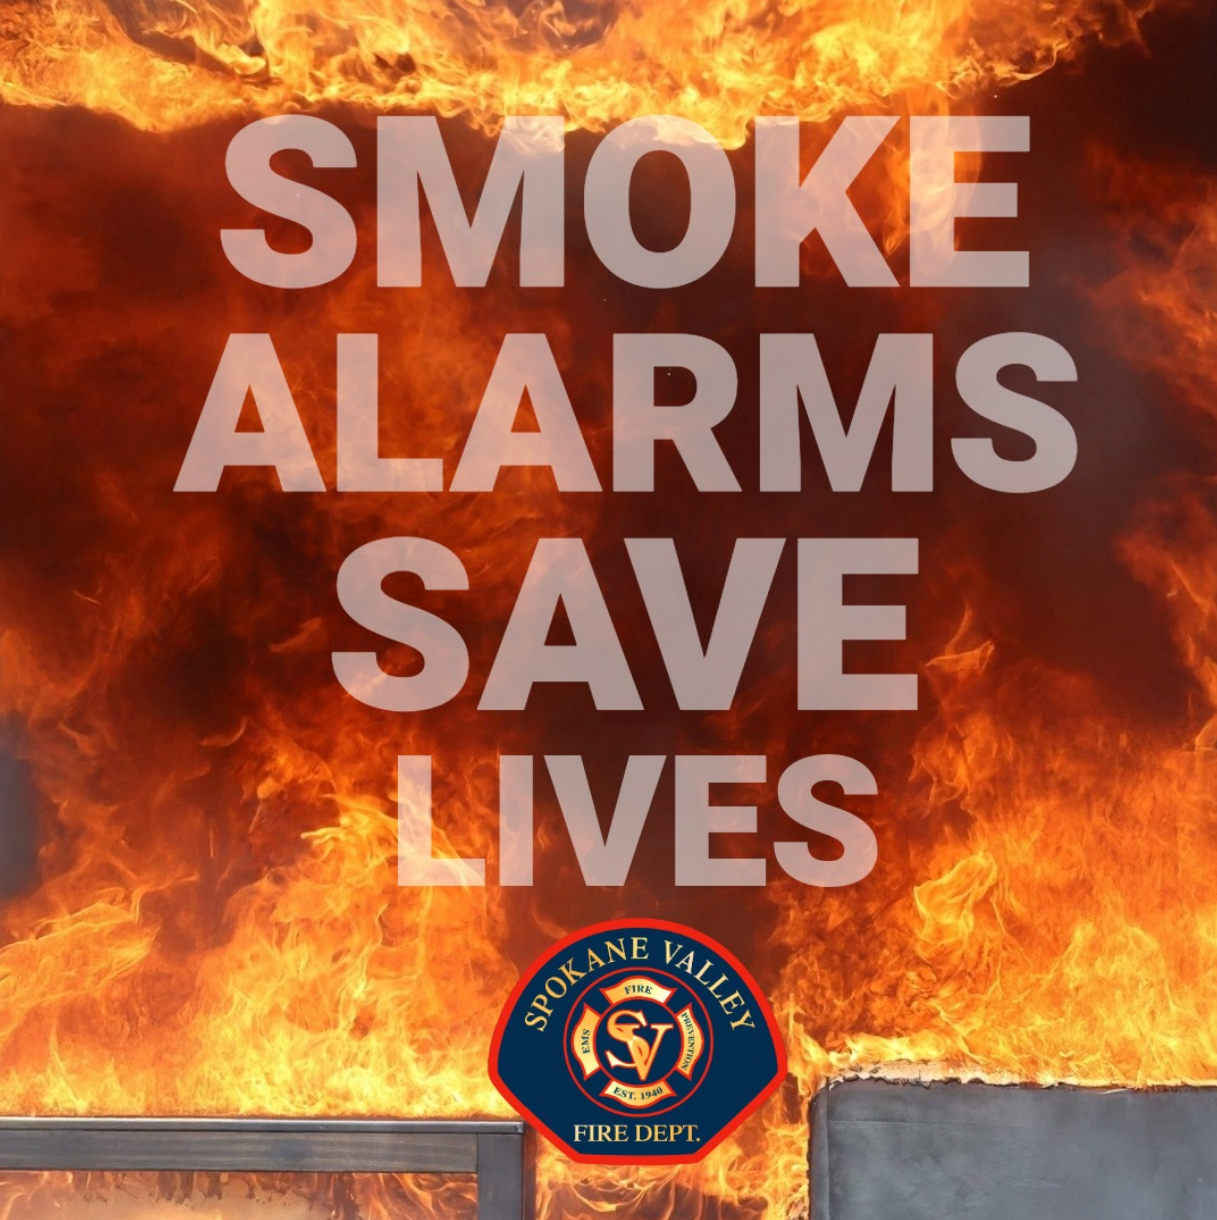 SMOKE
ALARMS
SAVE
LIVES
SPOKANE VALLEY
FIRE
EMS
SV
PREVENTION
EST. 1940
FIRE DEPT.